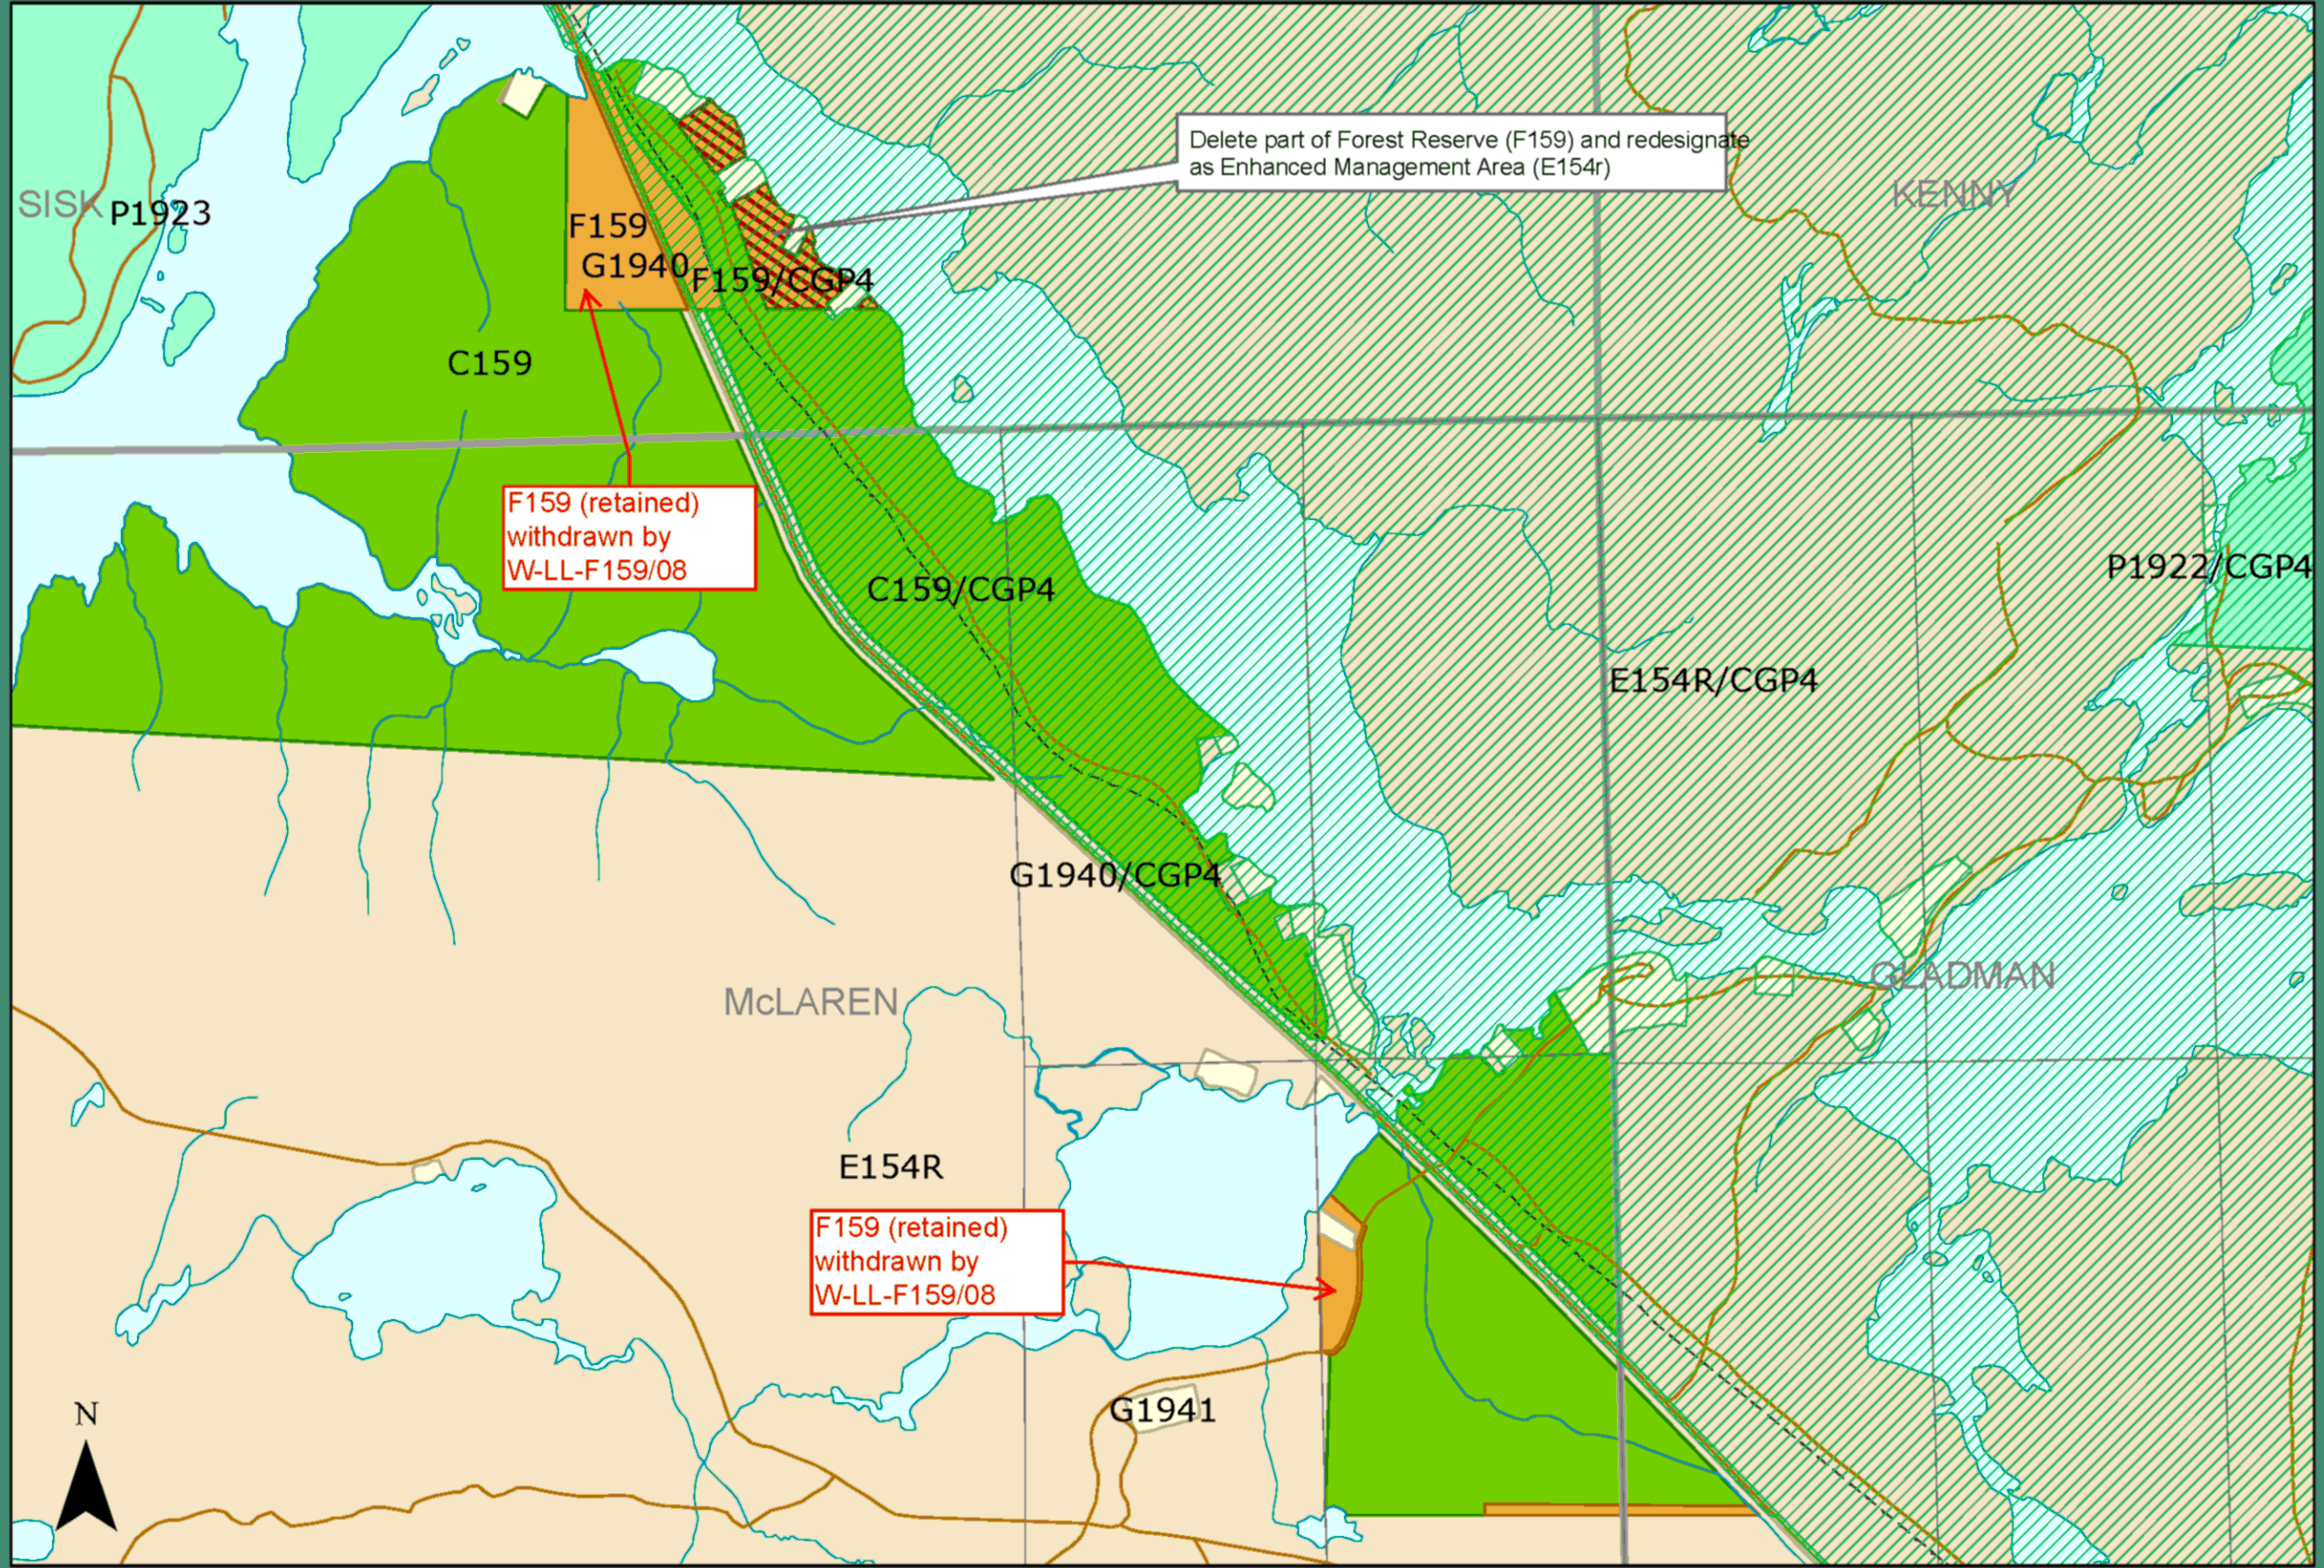 Delete part of Forest Reserve (F159) and redesignate
as Enhanced Management Area (E154r)
KENNY
SISK
P1923
F159
G1940
F159/CGP4
C159
F159 (retained)
withdrawn by
W-LL-F159/08
P1922/CGP4
C159/CGP4
E154R/CGP4
G1940/CGP4
GLADMAN
McLAREN
E154R
F159 (retained)
withdrawn by
W-LL-F159/08
G1941
N